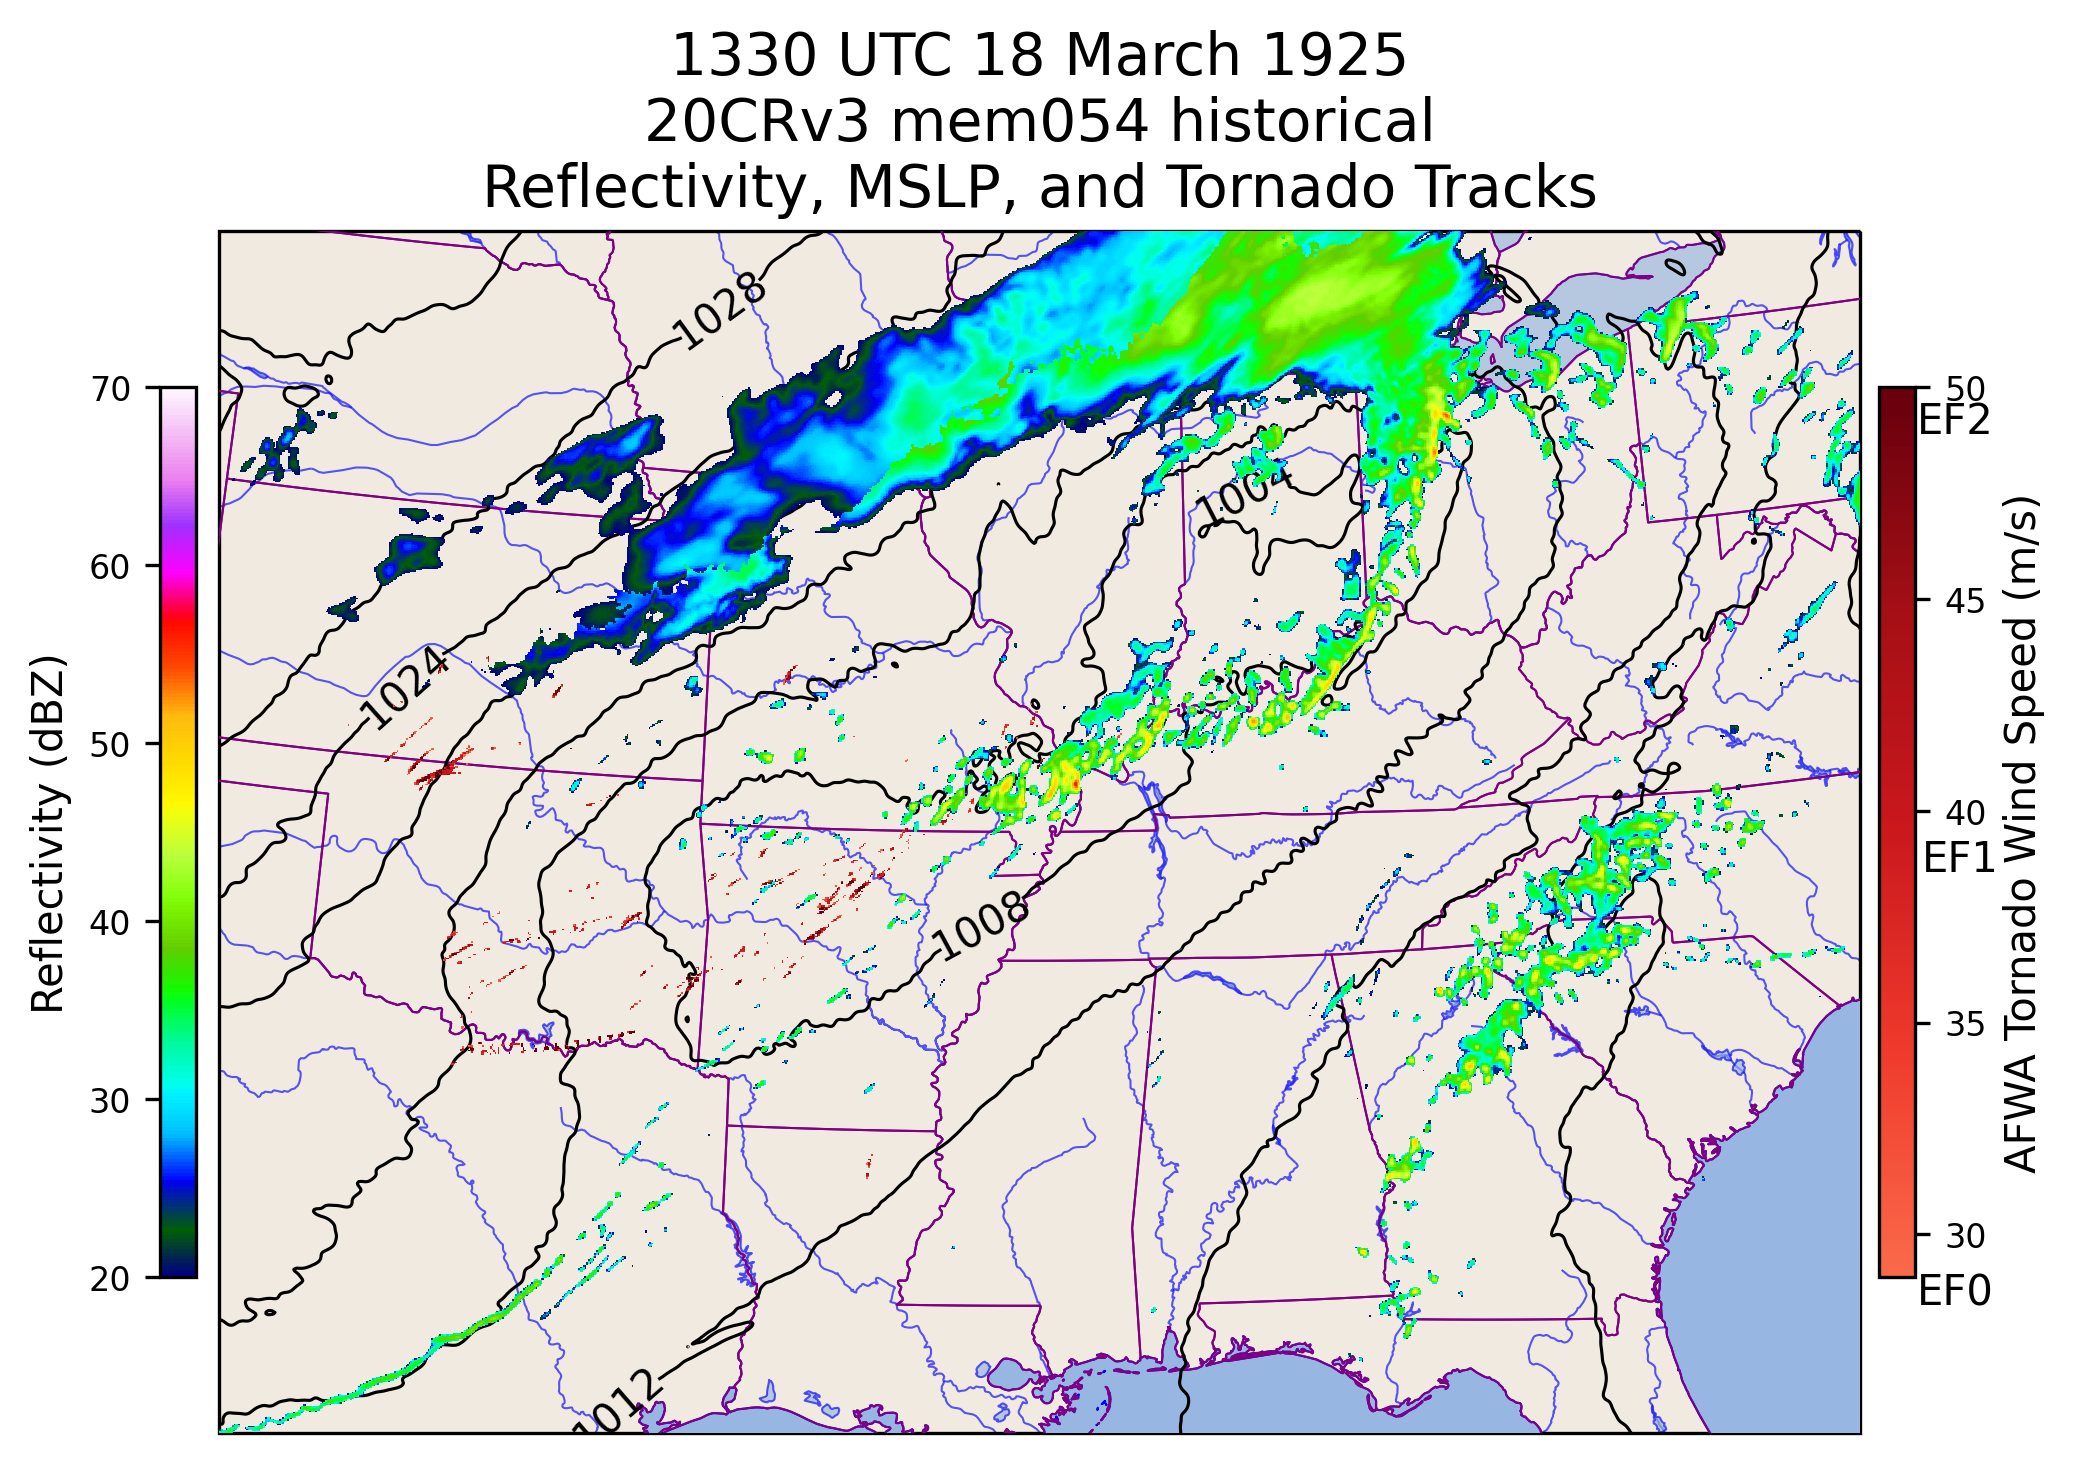 1330 UTC 18 March 1925
20CRv3 mem054 historical
Reflectivity, MSLP, and Tornado Tracks
Reflectivity (dBZ)
70
60
50
40
30
20
1028
1024
1004
1008
1012
50
EF2
45
40
EF1
35
30
EF0
AFWA Tornado Wind Speed (m/s)